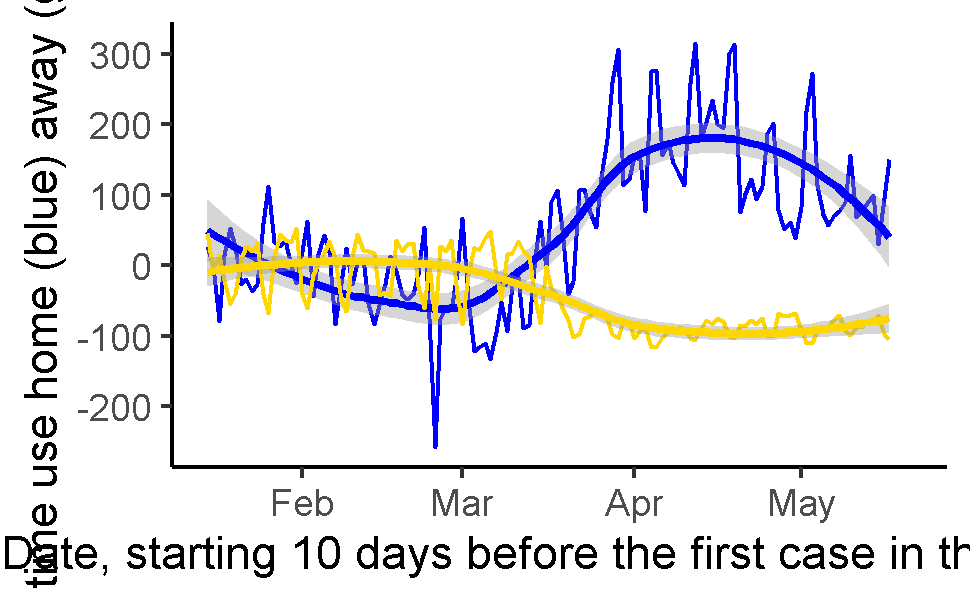 time use home (blue) away (
300
200
100
0
-100
-200
Feb Mar Apr May
Date, starting 10 days before the first case in th